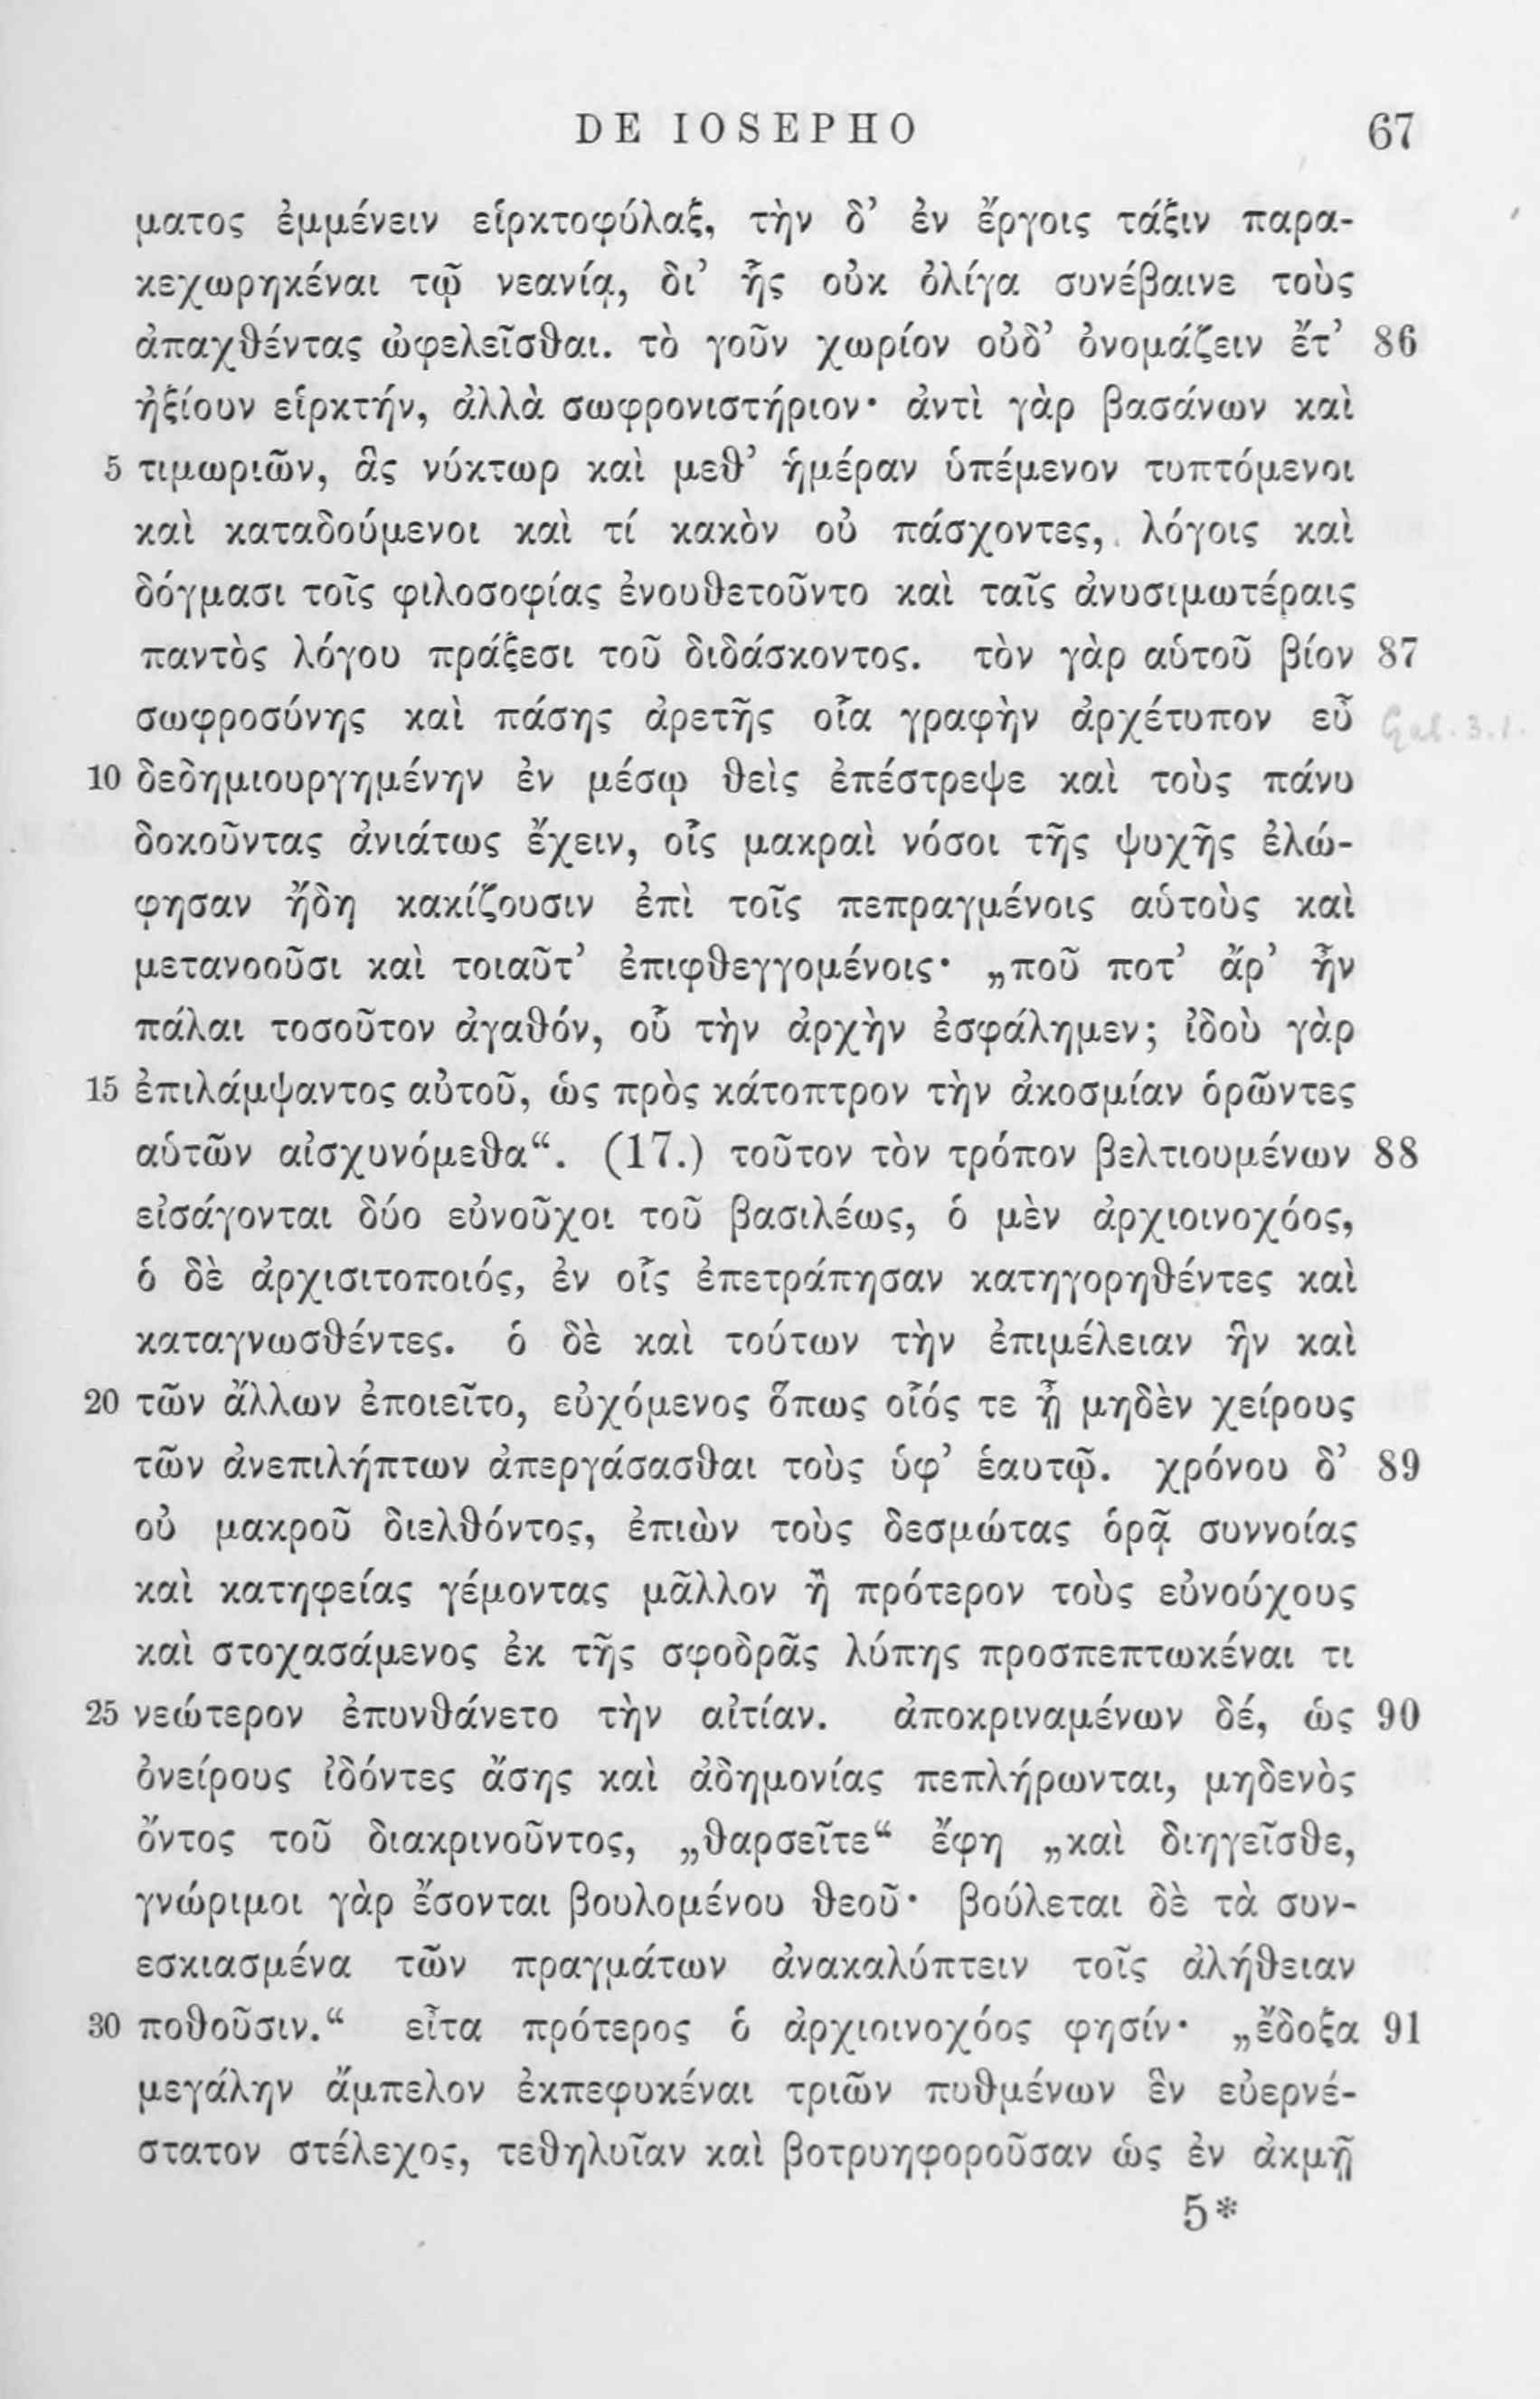 DE IOSEPHO 67
ματος ἐμμένειν εἱρκτοφύλαξ, τὴν δ’ ἐν ἔργοις τάξιν παρα-
κεχωρηκέναι τῷ νεανίᾳ, δι’ ἧς οὐκ ὀλίγα συνέβαινε τοὺς
ἀπαχθέντας ὠφελεῖσθαι. τὸ γοῦν χωρίον οὐδ’ ὀνομάζειν ἔτ’ 86
ἠξίουν εἱρκτήν, ἀλλὰ σωφρονιστήριον· ἀντὶ γὰρ βασάνων καὶ
5 τιμωριῶν, ἃς νύκτωρ καὶ μεθ’ ἡμέραν ὑπέμενον τυπτόμενοι
καὶ καταδούμενοι καὶ τί κακὸν οὐ πάσχοντες, λόγοις καὶ
δόγμασι τοῖς φιλοσοφίας ἐνουθετοῦντο καὶ ταῖς ἀνυσιμωτέραις
παντὸς λόγου πράξεσι τοῦ διδάσκοντος. τὸν γὰρ αὑτοῦ βίον 87
σωφροσύνης καὶ πάσης ἀρετῆς οἷα γραφὴν ἀρχέτυπον εὖ Gal. 3.1.
10 δεδημιουργημένην ἐν μέσῳ θεὶς ἐπέστρεψε καὶ τοὺς πάνυ
δοκοῦντας ἀνιάτως ἔχειν, οἷς μακραὶ νόσοι τῆς ψυχῆς ἐλώ-
φησαν ἤδη κακίζουσιν ἐπὶ τοῖς πεπραγμένοις αὑτοὺς καὶ
μετανοοῦσι καὶ τοιαῦτ’ ἐπιφθεγγομένοις· „ποῦ ποτ’ ἄρ’ ἦν
πάλαι τοσοῦτον ἀγαθόν, οὗ τὴν ἀρχὴν ἐσφάλημεν; ἰδοὺ γὰρ
15 ἐπιλάμψαντος αὐτοῦ, ὡς πρὸς κάτοπτρον τὴν ἀκοσμίαν ὁρῶντες
αὑτῶν αἰσχυνόμεθα“. (17.) τοῦτον τὸν τρόπον βελτιουμένων 88
εἰσάγονται δύο εὐνοῦχοι τοῦ βασιλέως, ὁ μὲν ἀρχιοινοχόος,
ὁ δὲ ἀρχισιτοποιός, ἐν οἷς ἐπετράπησαν κατηγορηθέντες καὶ
καταγνωσθέντες. ὁ δὲ καὶ τούτων τὴν ἐπιμέλειαν ἣν καὶ
20 τῶν ἄλλων ἐποιεῖτο, εὐχόμενος ὅπως οἷός τε ᾖ μηδὲν χείρους
τῶν ἀνεπιλήπτων ἀπεργάσασθαι τοὺς ὑφ’ ἑαυτῷ. χρόνου δ’ 89
οὐ μακροῦ διελθόντος, ἐπιὼν τοὺς δεσμώτας ὁρᾷ συννοίας
καὶ κατηφείας γέμοντας μᾶλλον ἢ πρότερον τοὺς εὐνούχους
καὶ στοχασάμενος ἐκ τῆς σφοδρᾶς λύπης προσπεπτωκέναι τι
25 νεώτερον ἐπυνθάνετο τὴν αἰτίαν. ἀποκριναμένων δέ, ὡς 90
ὀνείρους ἰδόντες ἄσης καὶ ἀδημονίας πεπλήρωνται, μηδενὸς
ὄντος τοῦ διακρινοῦντος, „θαρσεῖτε“ ἔφη „καὶ διηγεῖσθε,
γνώριμοι γὰρ ἔσονται βουλομένου θεοῦ· βούλεται δὲ τὰ συν-
εσκιασμένα τῶν πραγμάτων ἀνακαλύπτειν τοῖς ἀλήθειαν
30 ποθοῦσιν.“ εἶτα πρότερος ὁ ἀρχιοινοχόος φησίν· „ἔδοξα 91
μεγάλην ἄμπελον ἐκπεφυκέναι τριῶν πυθμένων ἓν εὐερνέ-
στατον στέλεχος, τεθηλυῖαν καὶ βοτρυηφοροῦσαν ὡς ἐν ἀκμῇ
5*